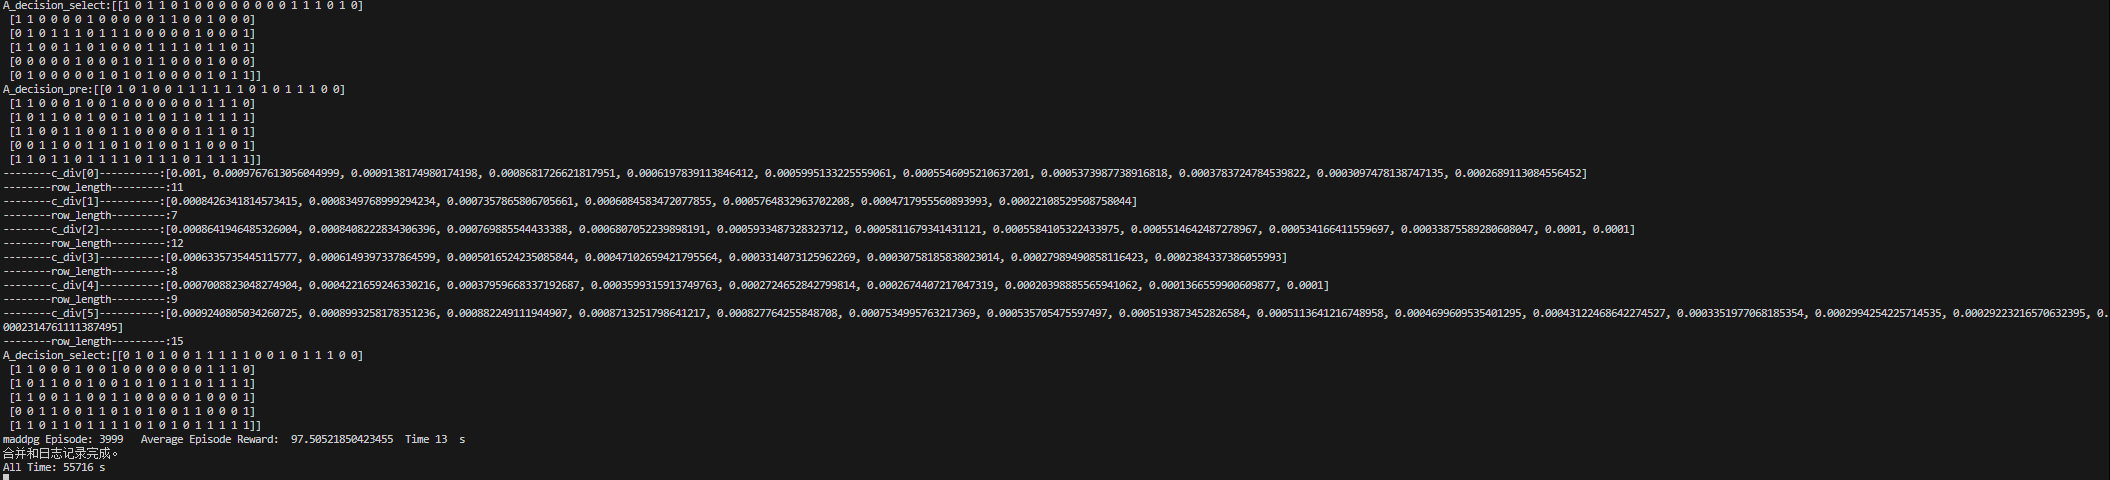 A_decision_select:[[1 0 1 1 0 1 0 0 0 0 0 0 0 0 1 1 1 0 1 0]
[1 1 0 0 0 0 1 0 0 0 0 0 1 1 0 0 1 0 0 0]
[0 1 0 1 1 1 0 1 1 1 0 0 0 0 0 1 0 0 0 1]
[1 1 0 0 1 1 0 1 0 0 0 1 1 1 1 0 1 1 0 1]
[0 0 0 0 0 1 0 0 0 1 0 1 1 0 0 0 1 0 0 0]
[0 1 0 0 0 0 0 1 0 1 0 1 0 0 0 0 1 0 1 1]]
A_decision_pre:[[0 1 0 1 0 0 1 1 1 1 1 1 0 1 0 1 1 1 0 0]
[1 1 0 0 0 1 0 0 1 0 0 0 0 0 0 0 1 1 1 0]
[1 0 1 1 0 0 1 0 0 1 0 1 0 1 1 0 1 1 1 1]
[1 1 0 0 1 1 0 0 1 1 0 0 0 0 0 1 1 1 0 1]
[0 0 1 1 0 0 1 1 0 1 0 1 0 0 1 1 0 0 0 1]
[1 1 0 1 1 0 1 1 1 1 0 1 1 1 0 1 1 1 1 1]]
--------c_div[0]----------:[0.001, 0.0009767613056044999, 0.0009138174980174198, 0.0008681726621817951, 0.0006197839113846412, 0.0005995133225559061, 0.0005546095210637201, 0.0005373987738916818, 0.0003783724784539822, 0.0003097478138747135, 0.0002689113084556452]
--------row_length---------:11
--------c_div[1]----------:[0.0008426341814573415, 0.0008349768999294234, 0.0007357865806705661, 0.0006084583472077855, 0.0005764832963702208, 0.0004717955560893993, 0.00022108529508758044]
--------row_length---------:7
--------c_div[2]----------:[0.0008641946485326004, 0.0008408222834306396, 0.000769885544433388, 0.0006807052239898191, 0.0005933487328323712, 0.0005811679341431121, 0.0005584105322433975, 0.0005514642487278967, 0.000534166411559697, 0.00033875589280608047, 0.0001, 0.0001]
--------row_length---------:12
--------c_div[3]----------:[0.0006335735445115777, 0.0006149397337864599, 0.0005016524235085844, 0.00047102659421795564, 0.0003314073125962269, 0.00030758185838023014, 0.00027989490858116423, 0.0002384337386055993]
--------row_length---------:8
--------c_div[4]----------:[0.0007008823048274904, 0.0004221659246330216, 0.00037959668337192687, 0.0003599315913749763, 0.0002724652842799814, 0.0002674407217047319, 0.00020398885565941062, 0.0001366559900609877, 0.0001]
--------row_length---------:9
--------c_div[5]----------:[0.0009240805034260725, 0.0008993258178351236, 0.000882249111944907, 0.0008713251798641217, 0.000827764255848708, 0.0007534995763217369, 0.000535705475597497, 0.0005193873452826584, 0.0005113641216748958, 0.0004699609535401295, 0.00043122468642274527, 0.0003351977068185354, 0.0002994254225714535, 0.00029223216570632395, 0.
0002314761111387495]
--------row_length---------:15
A_decision_select:[[0 1 0 1 0 0 1 1 1 1 1 0 0 1 0 1 1 1 0 0]
[1 1 0 0 0 1 0 0 1 0 0 0 0 0 0 0 1 1 1 0]
[1 0 1 1 0 0 1 0 0 1 0 1 0 1 1 0 1 1 1 1]
[1 1 0 0 1 1 0 0 1 1 0 0 0 0 0 1 0 0 0 1]
[0 0 1 1 0 0 1 1 0 1 0 1 0 0 1 1 0 0 0 1]
[1 1 0 1 1 0 1 1 1 1 0 1 0 1 0 1 1 1 1 1]]
maddpg Episode: 3999   Average Episode Reward:  97.50521850423455  Time 13  s
合并和日志记录完成。
All Time: 55716 s